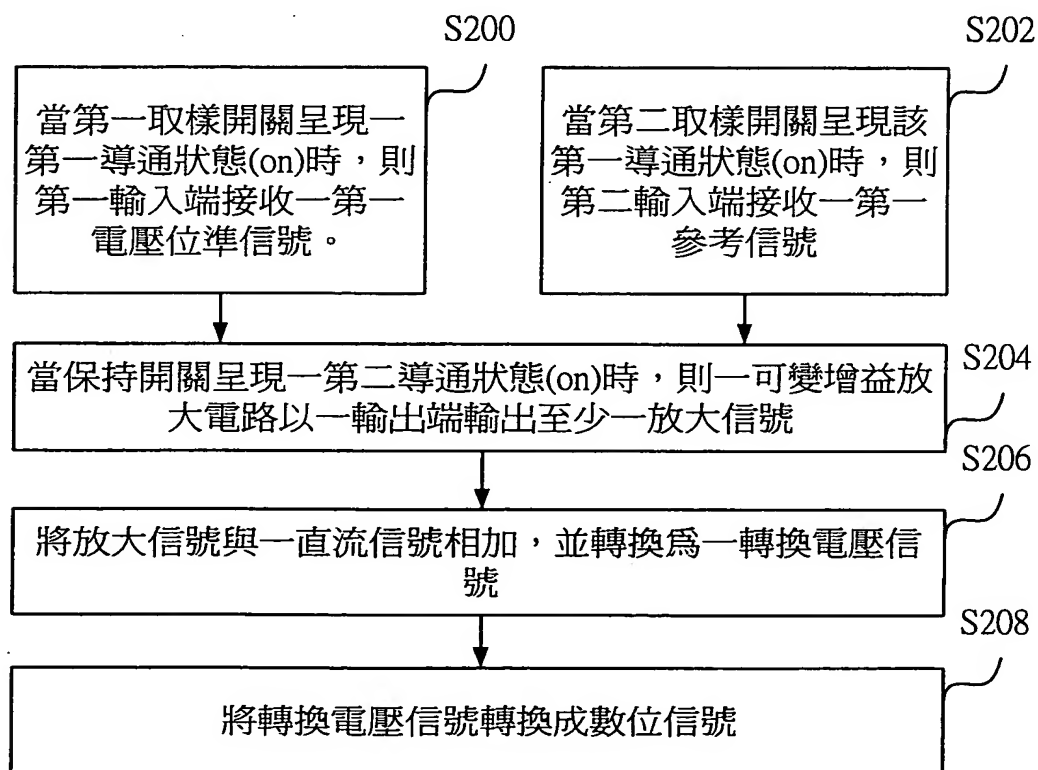 S200
當第一取樣開關呈現一
第一導通狀態(on)時，則
第一輸入端接收一第一
電壓位準信號。
S202
當第二取樣開關呈現該
第一導通狀態(on)時，則
第二輸入端接收一第一
參考信號
S204
當保持開關呈現一第二導通狀態(on)時，則一可變增益放
大電路以一輸出端輸出至少一放大信號
S206
將放大信號與一直流信號相加，並轉換爲一轉換電壓信
號
S208
將轉換電壓信號轉換成數位信號